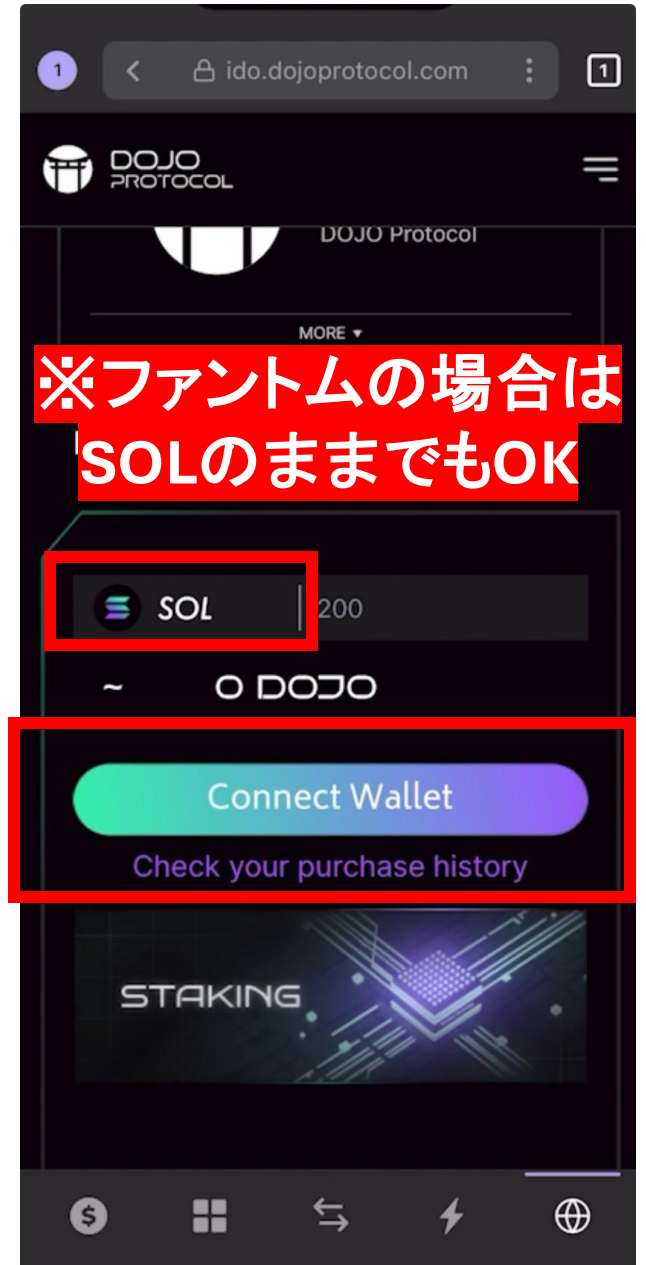 1
ido.dojoprotocol.com
1
DOJO
PROTOCOL
DOJO Protocol
MORE ▼
※ファントムの場合は
SOLのままでもOK
SOL 200
~ 0 DOJO
Connect Wallet
Check your purchase history
STAKING
$